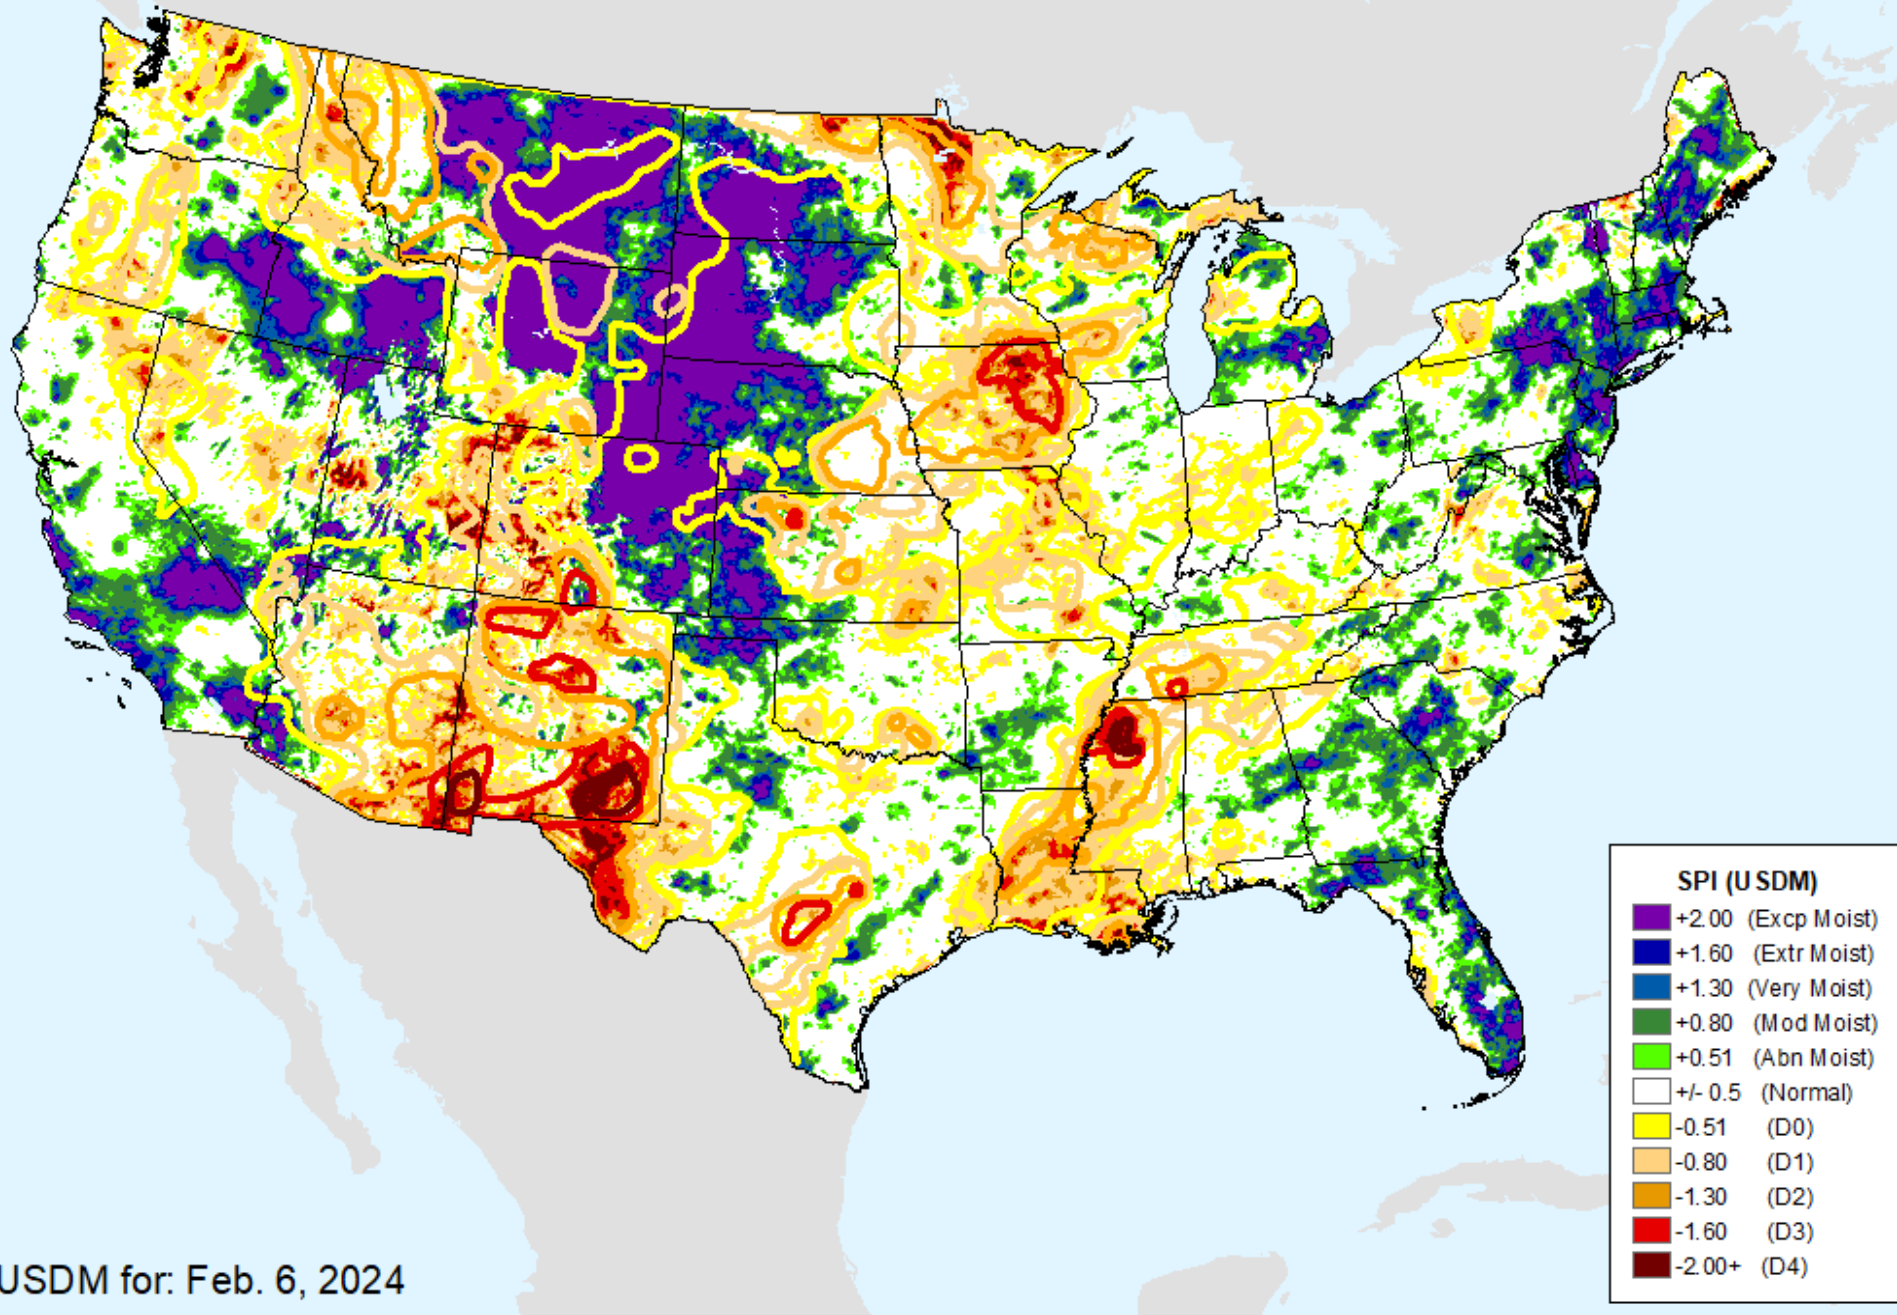 SPI (USDM)
+2.00 (Excp Moist)
+1.60 (Extr Moist)
+1.30 (Very Moist)
+0.80 (Mod Moist)
+0.51 (Abn Moist)
+/- 0.5 (Normal)
-0.51 (D0)
-0.80 (D1)
-1.30 (D2)
-1.60 (D3)
-2.00+ (D4)
USDM for: Feb. 6, 2024